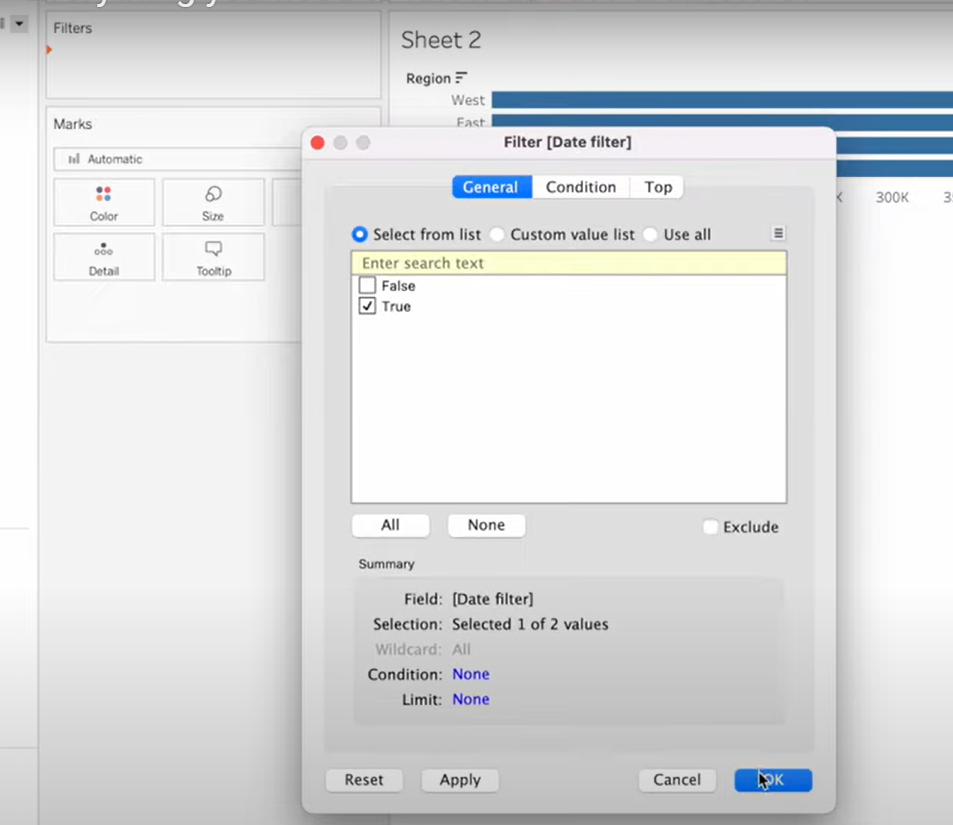 Filters
Sheet 2
Region
West
East
Marks
Automatic
Color
Size
Detail
Tooltip
300K
Filter [Date filter]
General
Condition
Top
Select from list
Custom value list
Use all
Enter search text
False
True
All
None
Exclude
Summary
Field: [Date filter]
Selection: Selected 1 of 2 values
Wildcard: All
Condition: None
Limit: None
Reset
Apply
Cancel
OK